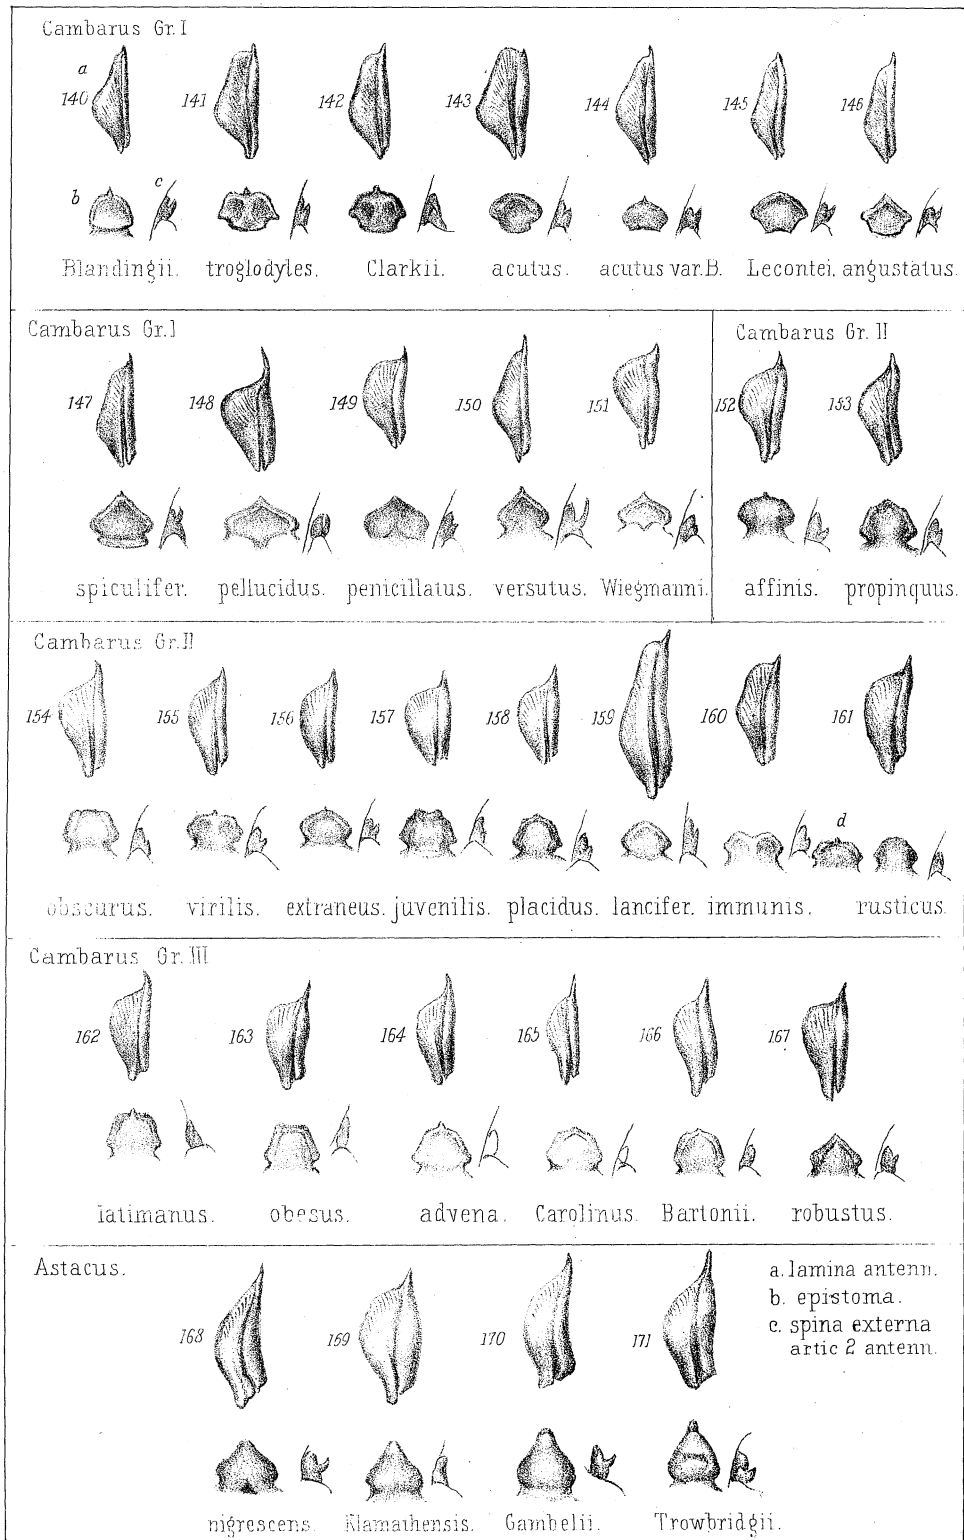 Cambarus Gr. I
a
140 141 142 143 144 145 146
b c
Blandingii. troglodytes. Clarkii. acutus. acutus var. B. Lecontei. angustatus.
Cambarus Gr. I
147 148 149 150 151
spiculifer. pellucidus. penicillatus. versutus. Wiegmanni.
Cambarus Gr. II
152 153
affinis. propinquus.
Cambarus Gr. II
154 155 156 157 158 159 160 161
d
obscurus. virilis. extraneus. juvenilis. placidus. lancifer. immunis. rusticus.
Cambarus Gr. III
162 163 164 165 166 167
latimanus. obesus. advena. Carolinus. Bartonii. robustus.
Astacus.
168 169 170 171
nigrescens. Klamathensis. Gambelii. Trowbridgii.
a. lamina antenn.
b. epistoma.
c. spina externa
artic 2 antenn.